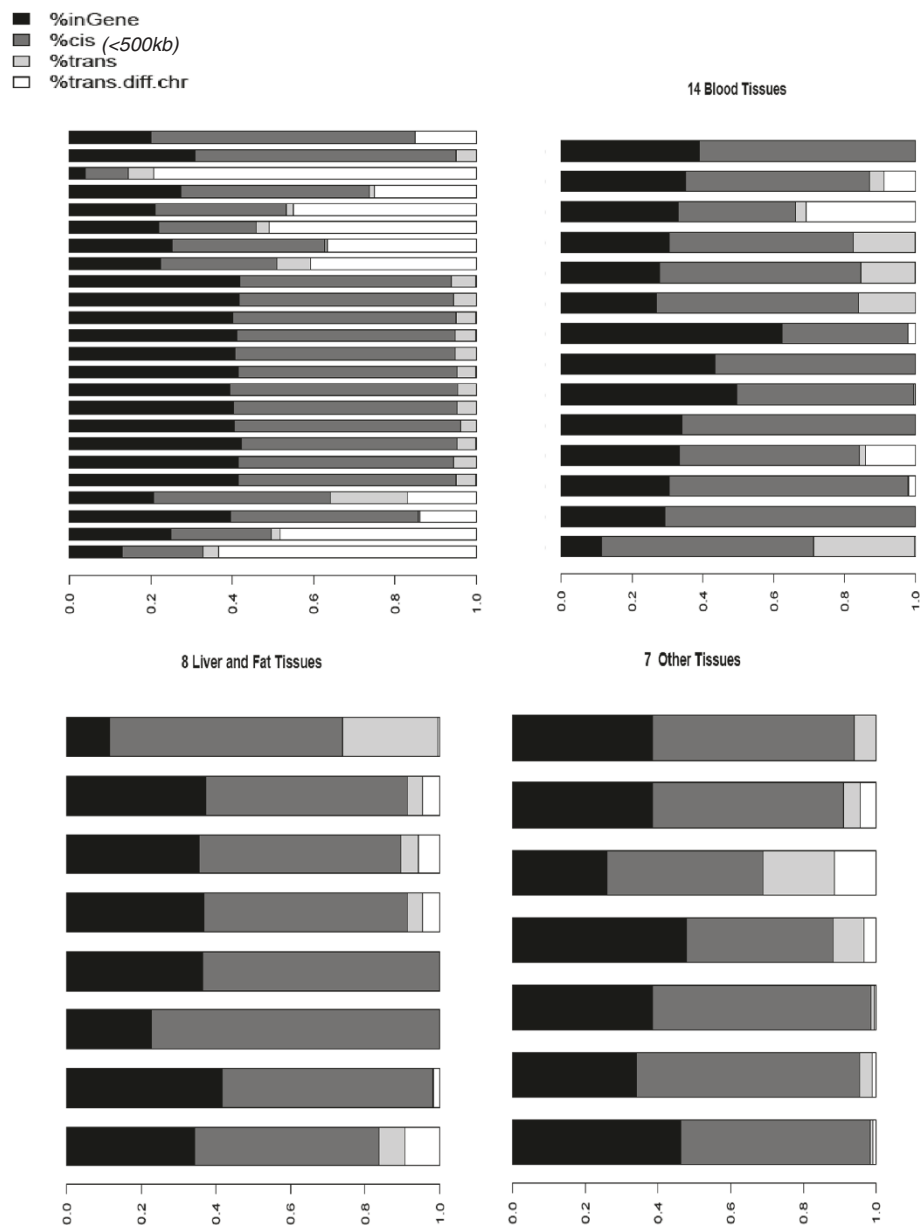 %inGene
%cis (<500kb)
%trans
%trans.diff.chr
14 Blood Tissues
0.0 0.2 0.4 0.6 0.8 1.0
0.0 0.2 0.4 0.6 0.8 1.0
8 Liver and Fat Tissues
7 Other Tissues
0.0 0.2 0.4 0.6 0.8 1.0
0.0 0.2 0.4 0.6 0.8 1.0